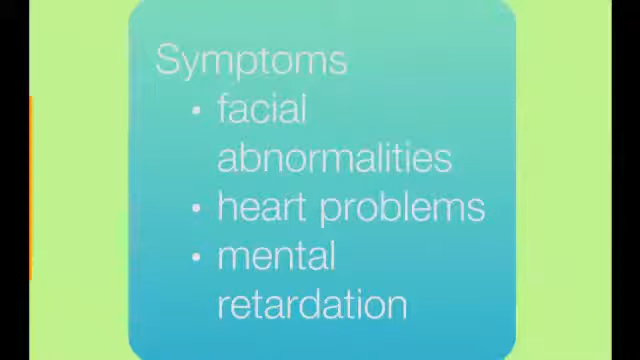 Symptoms
• facial
abnormalities
• heart problems
• mental
retardation